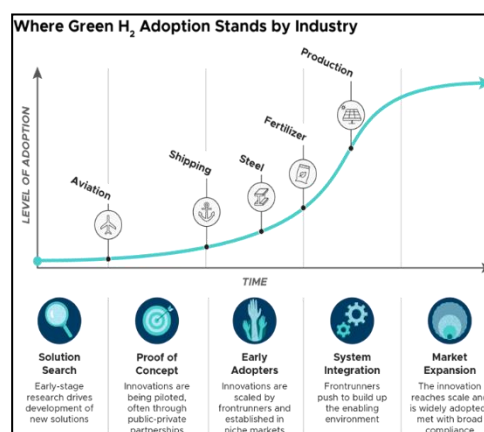 Where Green H₂ Adoption Stands by Industry
LEVEL OF ADOPTION
Aviation
Shipping
Steel
Fertilizer
Production
TIME
Solution
Search
Early-stage
research drives
development of
new solutions
Proof of
Concept
Innovations are
being piloted,
often through
public-private
partnerships
Early
Adopters
Innovations are
scaled by
frontrunners and
established in
niche markets
System
Integration
Frontrunners
push to build up
the enabling
environment
Market
Expansion
The innovation
reaches scale and
is widely adopted,
met with broad
compliance